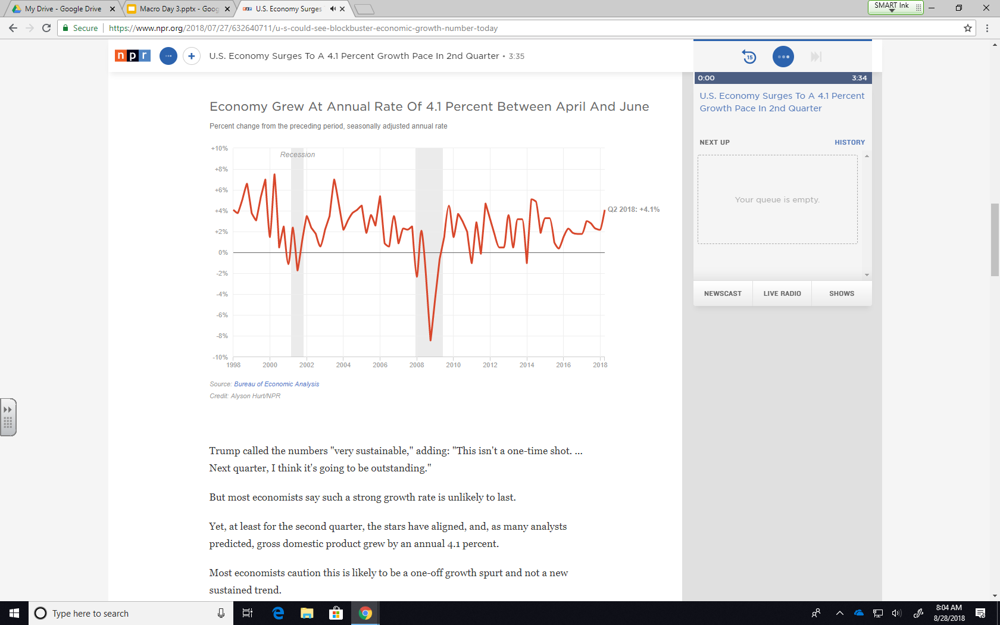 My Drive - Google Drive
Macro Day 3.pptx - Goog
U.S. Economy Surges
SMART Ink
Secure
https://www.npr.org/2018/07/27/632640711/u-s-could-see-blockbuster-economic-growth-number-today
npr
U.S. Economy Surges To A 4.1 Percent Growth Pace In 2nd Quarter • 3:35
15
0:00 3:34
U.S. Economy Surges To A 4.1 Percent
Growth Pace In 2nd Quarter
NEXT UP HISTORY
Your queue is empty.
NEWSCAST LIVE RADIO SHOWS
Economy Grew At Annual Rate Of 4.1 Percent Between April And June
Percent change from the preceding period, seasonally adjusted annual rate
+10%
Recession
+8%
+6%
+4%
Q2 2018: +4.1%
+2%
0%
-2%
-4%
-6%
-8%
-10%
1998 2000 2002 2004 2006 2008 2010 2012 2014 2016 2018
Source: Bureau of Economic Analysis
Credit: Alyson Hurt/NPR
Trump called the numbers "very sustainable," adding: "This isn't a one-time shot. ...
Next quarter, I think it's going to be outstanding."
But most economists say such a strong growth rate is unlikely to last.
Yet, at least for the second quarter, the stars have aligned, and, as many analysts
predicted, gross domestic product grew by an annual 4.1 percent.
Most economists caution this is likely to be a one-off growth spurt and not a new
sustained trend.
Type here to search
8:04 AM
8/28/2018